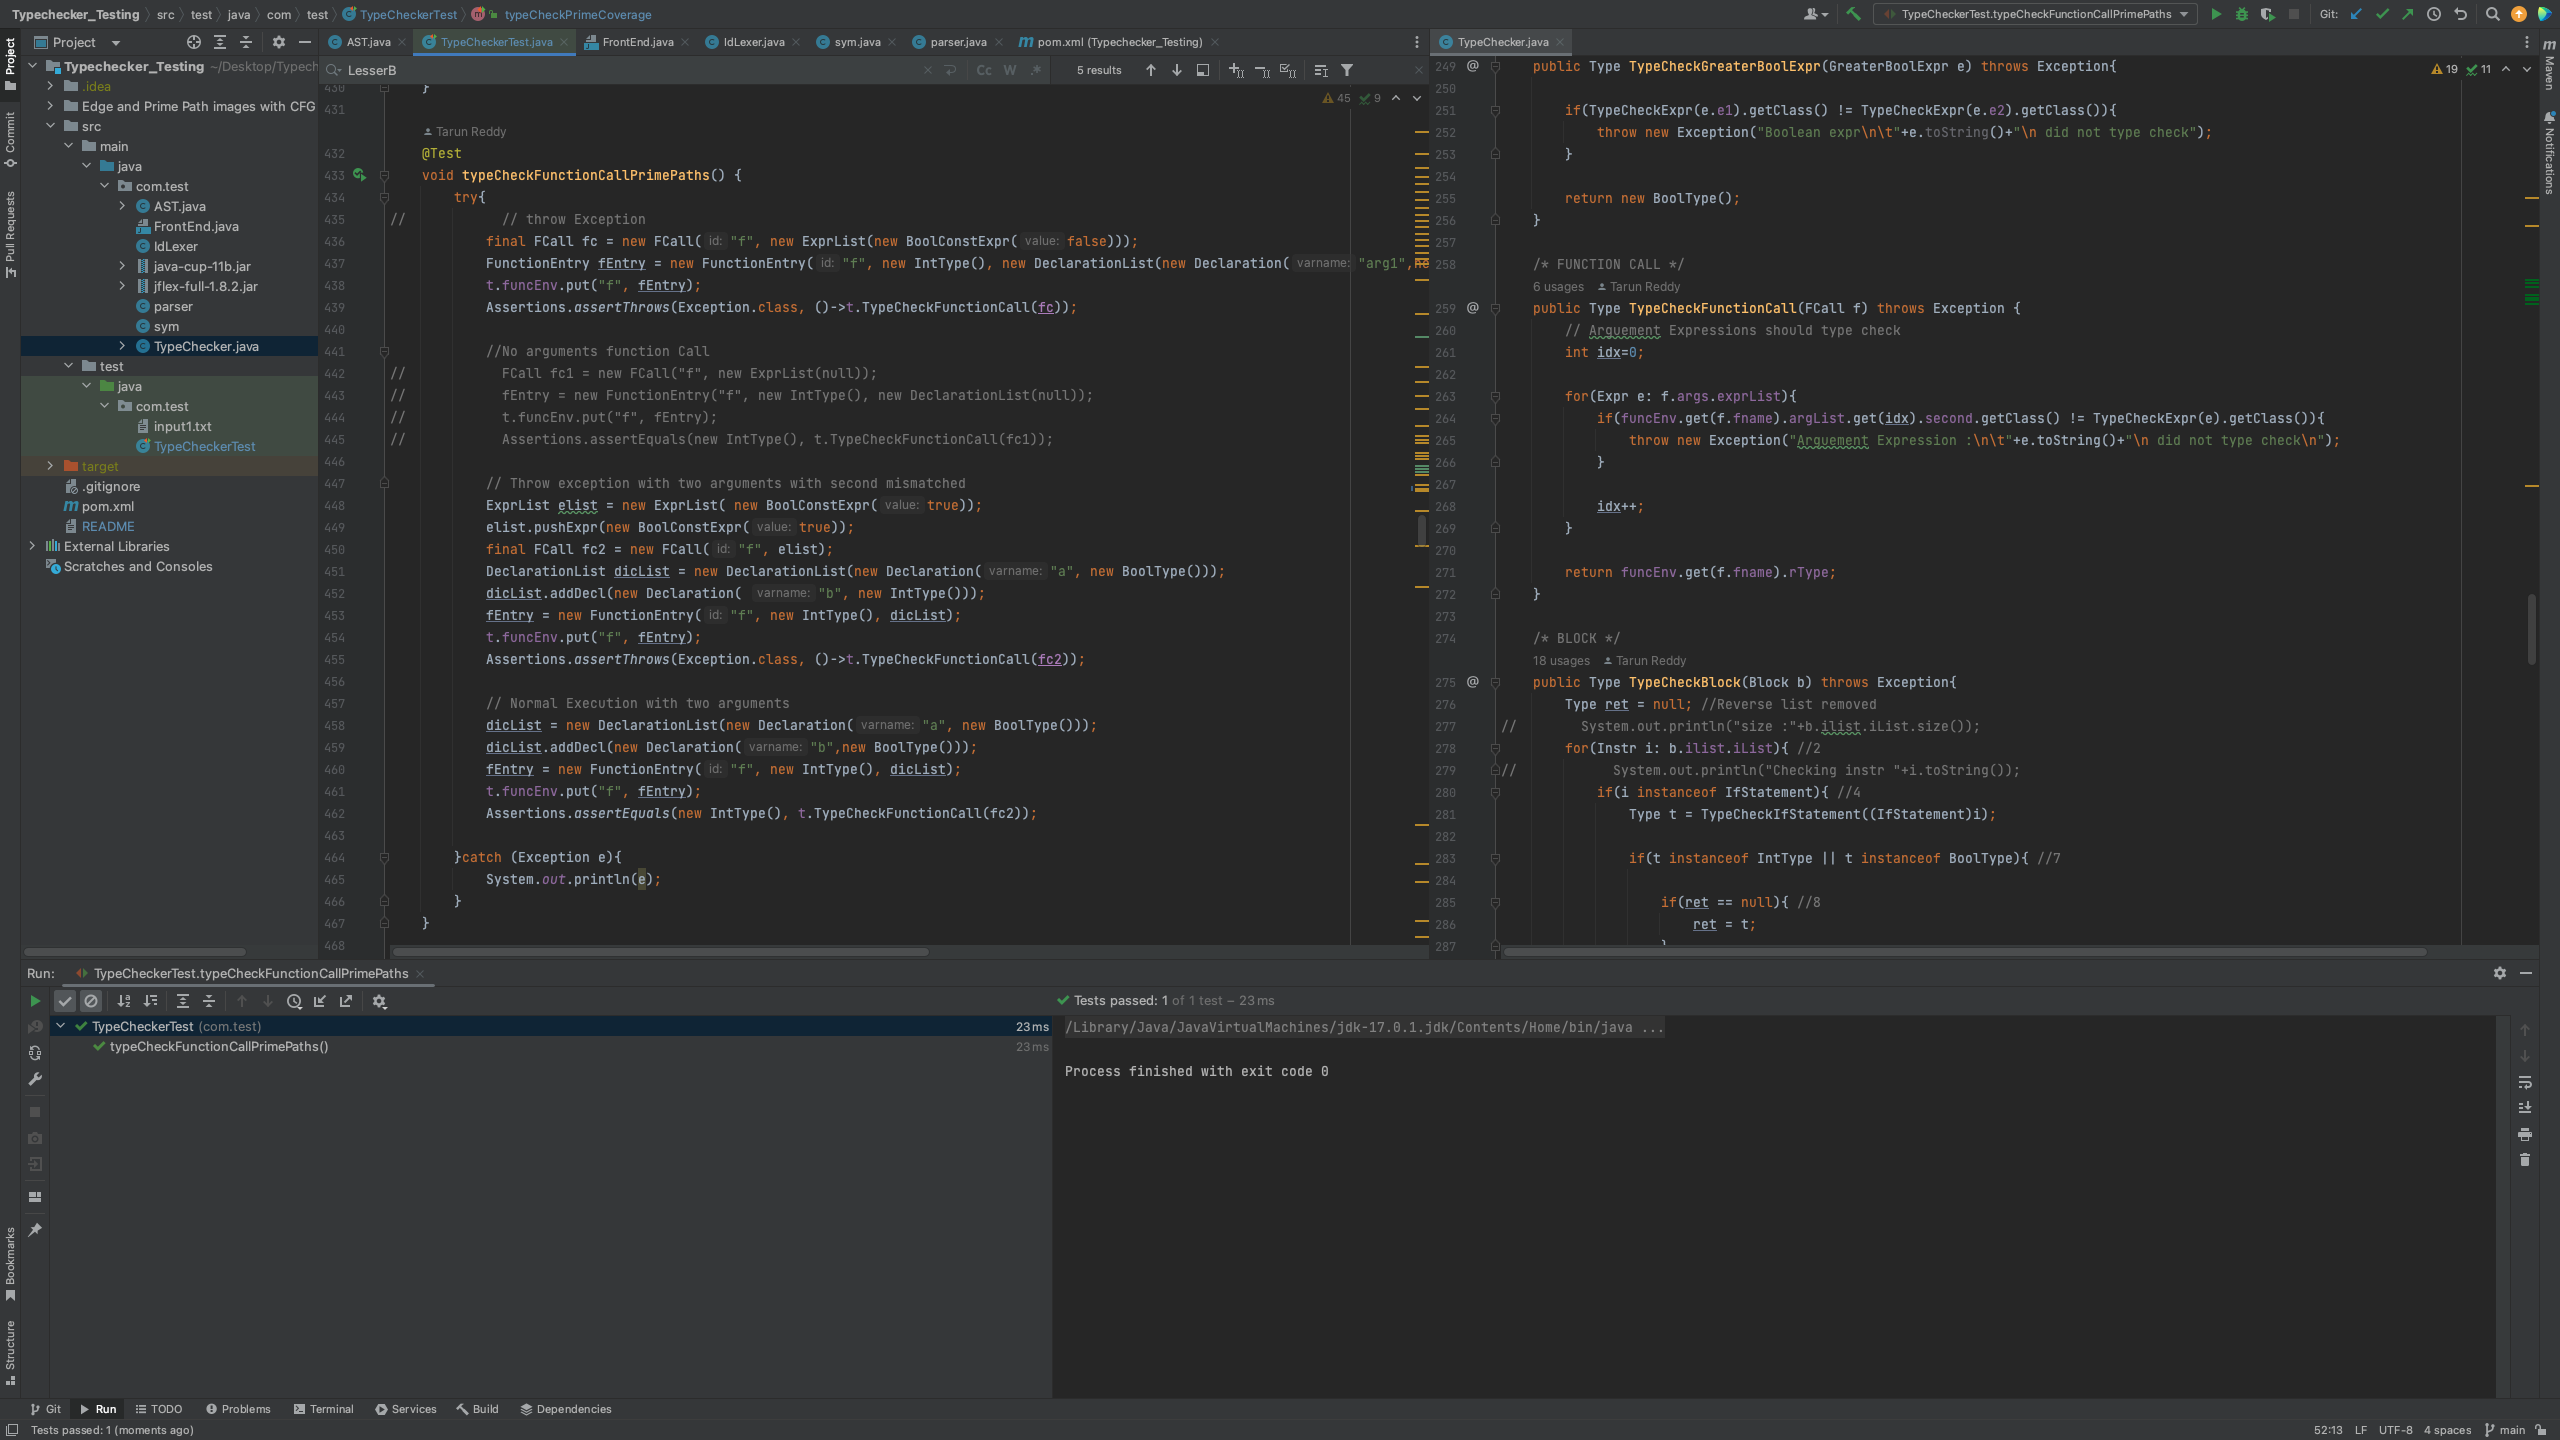 Typechecker_Testing src test java com test TypeCheckerTest typeCheckPrimeCoverage TypeCheckerTest.typeCheckFunctionCallPrimePaths Git:
Project
AST.java TypeCheckerTest.java FrontEnd.java IdLexer.java sym.java parser.java pom.xml (Typechecker_Testing) TypeChecker.java
Project
Commit
Pull Requests
Bookmarks
Structure
Typechecker_Testing ~/Desktop/Typech
.idea
Edge and Prime Path images with CFG
src
main
java
com.test
AST.java
FrontEnd.java
IdLexer
java-cup-11b.jar
jflex-full-1.8.2.jar
parser
sym
TypeChecker.java
test
java
com.test
input1.txt
TypeCheckerTest
target
.gitignore
pom.xml
README
External Libraries
Scratches and Consoles
LesserB Cc W .* 5 results
45 9
430 }
431
Tarun Reddy
432 @Test
433 void typeCheckFunctionCallPrimePaths() {
434 try{
435 // // throw Exception
436 final FCall fc = new FCall( id: "f", new ExprList(new BoolConstExpr( value: false)));
437 FunctionEntry fEntry = new FunctionEntry( id: "f", new IntType(), new DeclarationList(new Declaration( varname: "arg1",ne
438 t.funcEnv.put("f", fEntry);
439 Assertions.assertThrows(Exception.class, ()->t.TypeCheckFunctionCall(fc));
440
441 //No arguments function Call
442 // FCall fc1 = new FCall("f", new ExprList(null));
443 // fEntry = new FunctionEntry("f", new IntType(), new DeclarationList(null));
444 // t.funcEnv.put("f", fEntry);
445 // Assertions.assertEquals(new IntType(), t.TypeCheckFunctionCall(fc1));
446
447 // Throw exception with two arguments with second mismatched
448 ExprList elist = new ExprList( new BoolConstExpr( value: true));
449 elist.pushExpr(new BoolConstExpr( value: true));
450 final FCall fc2 = new FCall( id: "f", elist);
451 DeclarationList dicList = new DeclarationList(new Declaration( varname: "a", new BoolType()));
452 dicList.addDecl(new Declaration( varname: "b", new IntType()));
453 fEntry = new FunctionEntry( id: "f", new IntType(), dicList);
454 t.funcEnv.put("f", fEntry);
455 Assertions.assertThrows(Exception.class, ()->t.TypeCheckFunctionCall(fc2));
456
457 // Normal Execution with two arguments
458 dicList = new DeclarationList(new Declaration( varname: "a", new BoolType()));
459 dicList.addDecl(new Declaration( varname: "b",new BoolType()));
460 fEntry = new FunctionEntry( id: "f", new IntType(), dicList);
461 t.funcEnv.put("f", fEntry);
462 Assertions.assertEquals(new IntType(), t.TypeCheckFunctionCall(fc2));
463
464 }catch (Exception e){
465 System.out.println(e);
466 }
467 }
468
19 11
249 @ public Type TypeCheckGreaterBoolExpr(GreaterBoolExpr e) throws Exception{
250
251 if(TypeCheckExpr(e.e1).getClass() != TypeCheckExpr(e.e2).getClass()){
252 throw new Exception("Boolean expr\n\t"+e.toString()+"\n did not type check");
253 }
254
255 return new BoolType();
256 }
257
258 /* FUNCTION CALL */
6 usages Tarun Reddy
259 @ public Type TypeCheckFunctionCall(FCall f) throws Exception {
260 // Arguement Expressions should type check
261 int idx=0;
262
263 for(Expr e: f.args.exprList){
264 if(funcEnv.get(f.fname).argList.get(idx).second.getClass() != TypeCheckExpr(e).getClass()){
265 throw new Exception("Arguement Expression :\n\t"+e.toString()+"\n did not type check\n");
266 }
267
268 idx++;
269 }
270
271 return funcEnv.get(f.fname).rType;
272 }
273
274 /* BLOCK */
18 usages Tarun Reddy
275 @ public Type TypeCheckBlock(Block b) throws Exception{
276 Type ret = null; //Reverse list removed
277 // System.out.println("size :"+b.ilist.iList.size());
278 for(Instr i: b.ilist.iList){ //2
279 // System.out.println("Checking instr "+i.toString());
280 if(i instanceof IfStatement){ //4
281 Type t = TypeCheckIfStatement((IfStatement)i);
282
283 if(t instanceof IntType || t instanceof BoolType){ //7
284
285 if(ret == null){ //8
286 ret = t;
287 }
Maven
Notifications
Run: TypeCheckerTest.typeCheckFunctionCallPrimePaths
Tests passed: 1 of 1 test – 23 ms
TypeCheckerTest (com.test) 23 ms
typeCheckFunctionCallPrimePaths() 23 ms
/Library/Java/JavaVirtualMachines/jdk-17.0.1.jdk/Contents/Home/bin/java ...
Process finished with exit code 0
Git Run TODO Problems Terminal Services Build Dependencies
Tests passed: 1 (moments ago) 52:13 LF UTF-8 4 spaces main